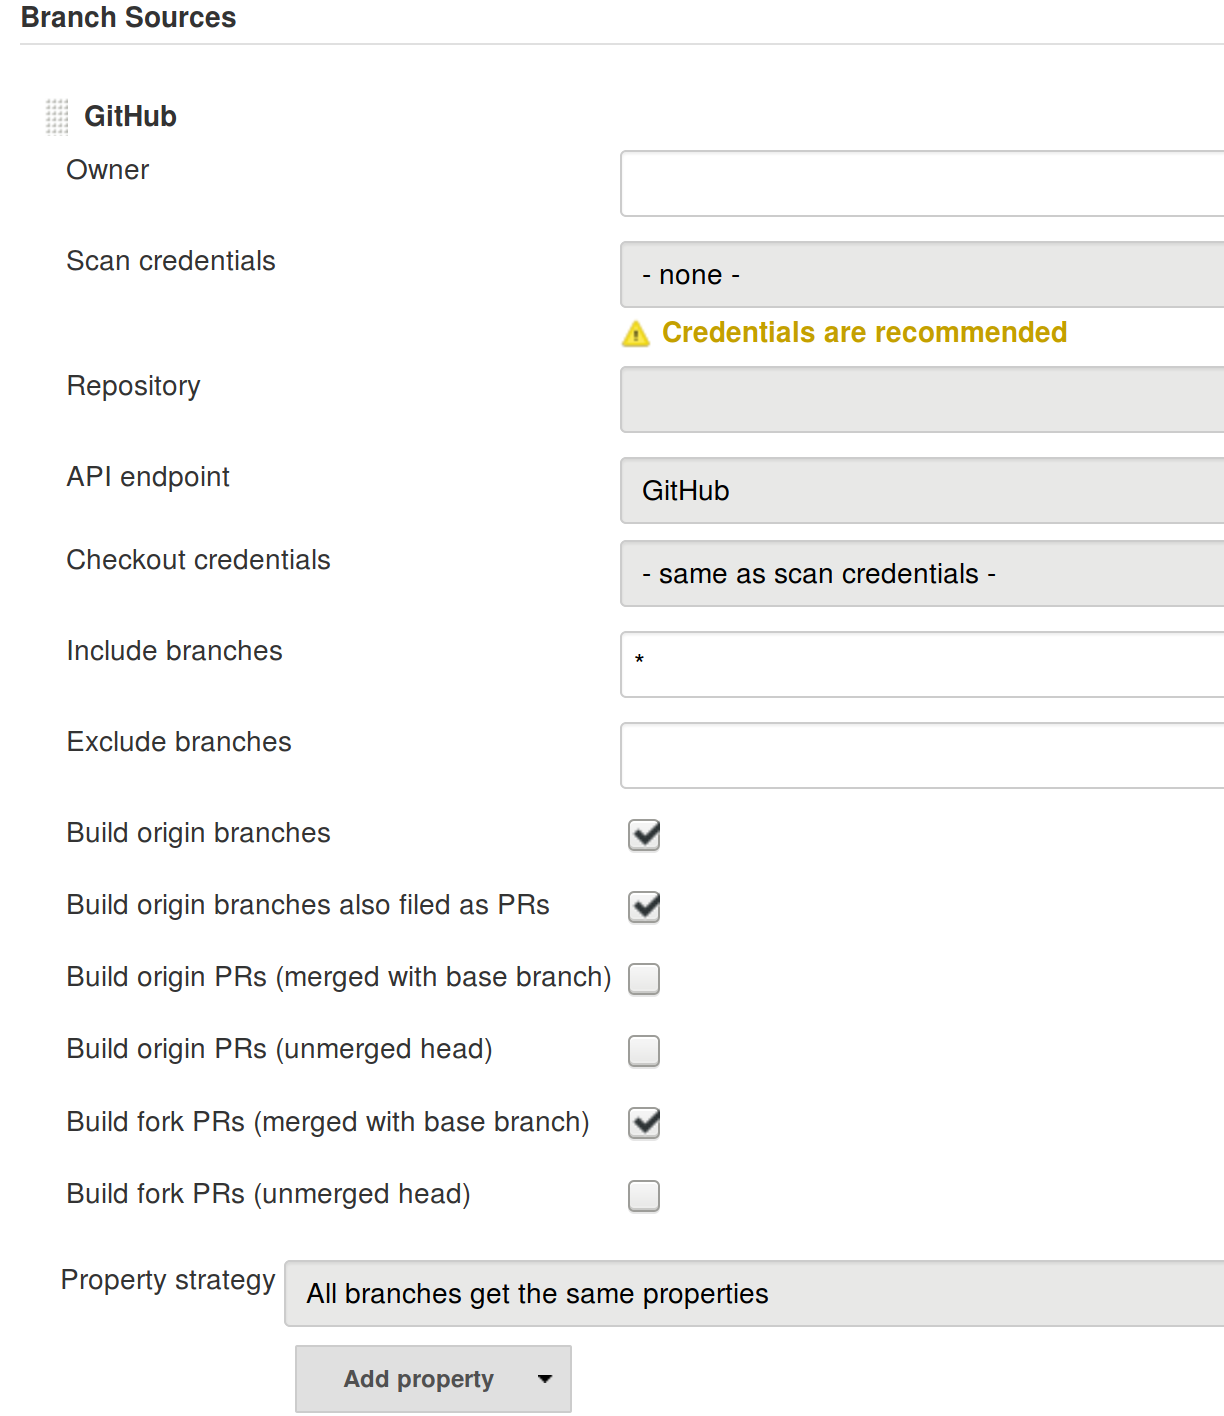 Branch Sources
GitHub
Owner
Scan credentials
- none -
Credentials are recommended
Repository
API endpoint
GitHub
Checkout credentials
- same as scan credentials -
Include branches
*
Exclude branches
Build origin branches
Build origin branches also filed as PRs
Build origin PRs (merged with base branch)
Build origin PRs (unmerged head)
Build fork PRs (merged with base branch)
Build fork PRs (unmerged head)
Property strategy
All branches get the same properties
Add property